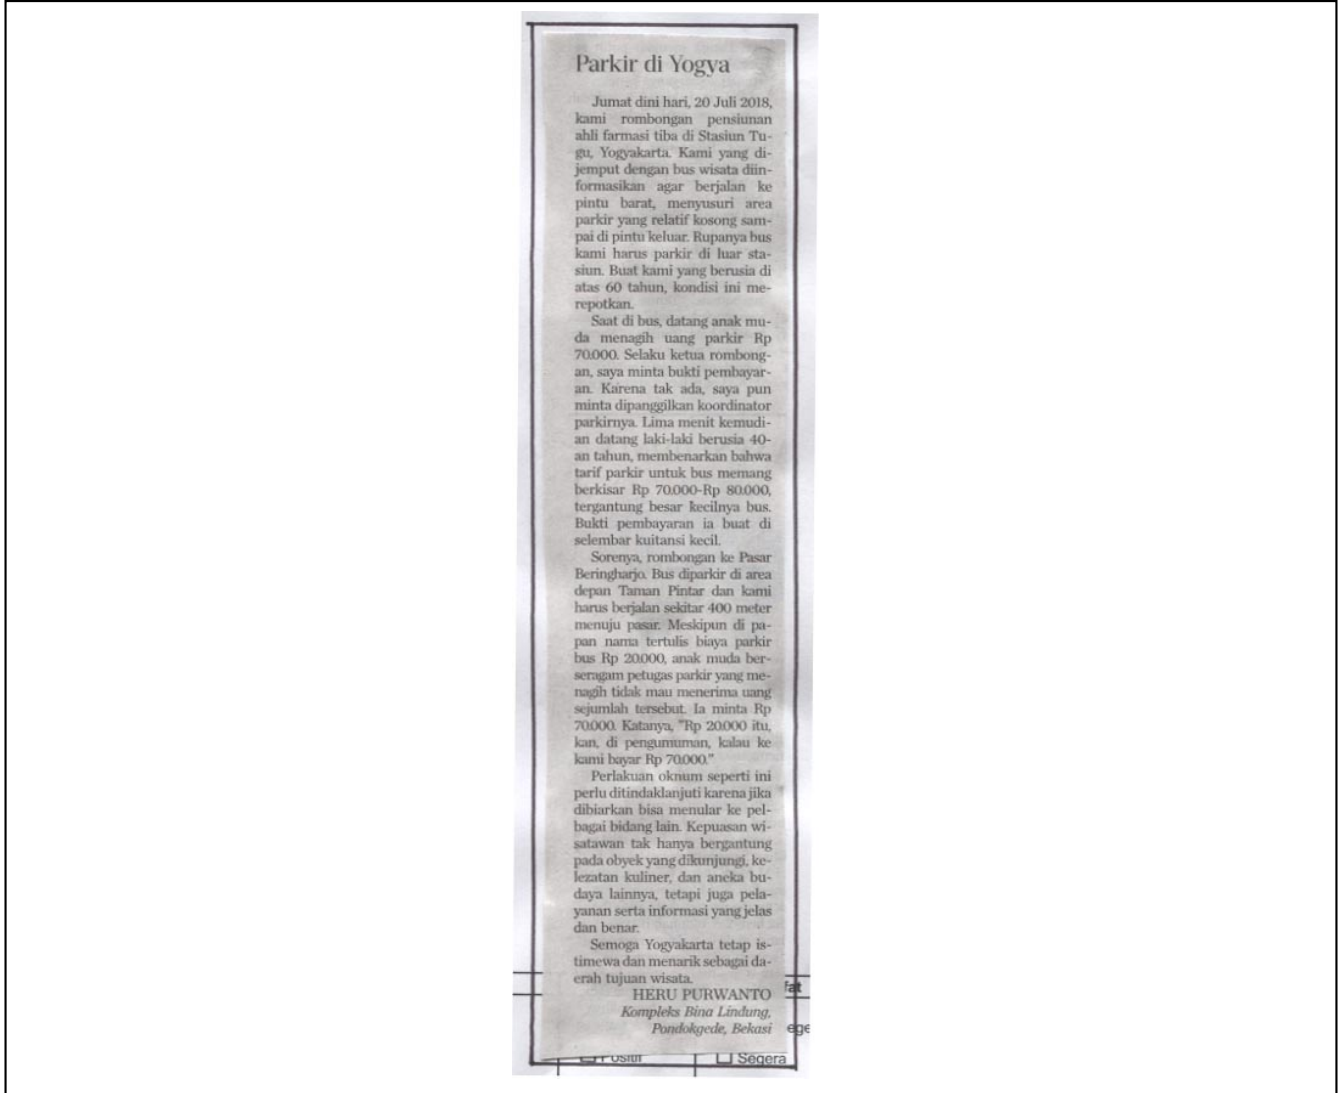 Parkir di Yogya
Jumat dini hari, 20 Juli 2018,
kami rombongan pensiunan
ahli farmasi tiba di Stasiun Tu-
gu, Yogyakarta. Kami yang di-
jemput dengan bus wisata diin-
formasikan agar berjalan ke
pintu barat, menyusuri area
parkir yang relatif kosong sam-
pai di pintu keluar. Rupanya bus
kami harus parkir di luar sta-
siun. Buat kami yang berusia di
atas 60 tahun, kondisi ini me-
repotkan.
Saat di bus, datang anak mu-
da menagih uang parkir Rp
70.000. Selaku ketua rombong-
an, saya minta bukti pembayar-
an. Karena tak ada, saya pun
minta dipanggilkan koordinator
parkirnya. Lima menit kemudi-
an datang laki-laki berusia 40-
an tahun, membenarkan bahwa
tarif parkir untuk bus memang
berkisar Rp 70.000-Rp 80.000,
tergantung besar kecilnya bus.
Bukti pembayaran ia buat di
selembar kuitansi kecil.
Sorenya, rombongan ke Pasar
Beringharjo. Bus diparkir di area
depan Taman Pintar dan kami
harus berjalan sekitar 400 meter
menuju pasar. Meskipun di pa-
pan nama tertulis biaya parkir
bus Rp 20.000, anak muda ber-
seragam petugas parkir yang me-
nagih tidak mau menerima uang
sejumlah tersebut. Ia minta Rp
70.000. Katanya, "Rp 20.000 itu,
kan, di pengumuman, kalau ke
kami bayar Rp 70.000."
Perlakuan oknum seperti ini
perlu ditindaklanjuti karena jika
dibiarkan bisa menular ke pel-
bagai bidang lain. Kepuasan wi-
satawan tak hanya bergantung
pada obyek yang dikunjungi, ke-
lezatan kuliner, dan aneka bu-
daya lainnya, tetapi juga pela-
yanan serta informasi yang jelas
dan benar.
Semoga Yogyakarta tetap is-
timewa dan menarik sebagai da-
erah tujuan wisata.
HERU PURWANTO
Kompleks Bina Lindung,
Pondokgede, Bekasi
fat
ege
Positif
Segera